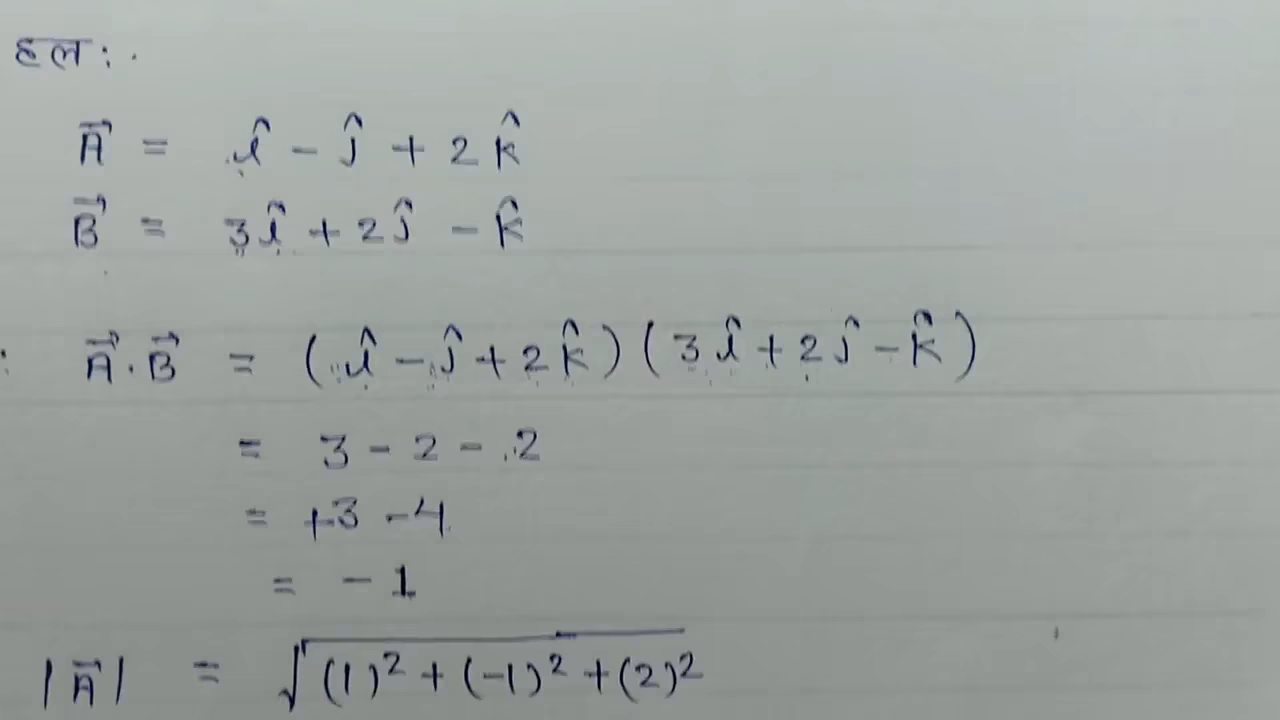 हल:.
A⃗ = î - ĵ + 2k̂
B⃗ = 3î + 2ĵ - k̂
: A⃗ . B⃗ = (î - ĵ + 2k̂)(3î + 2ĵ - k̂)
= 3 - 2 - 2
= +3 - 4
= - 1
|A⃗| = √(1)² + (-1)² + (2)²